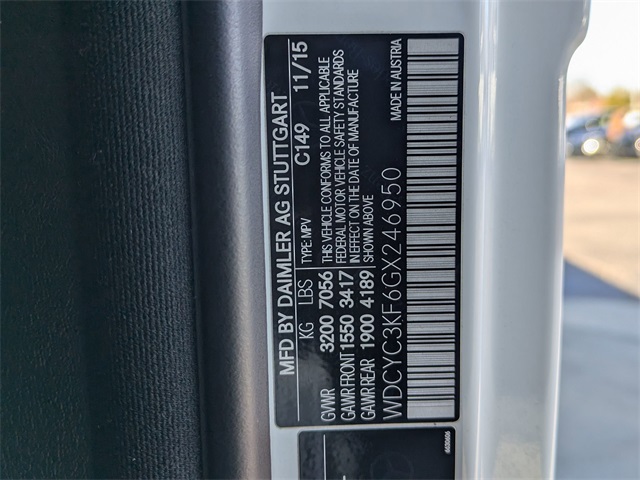 MFD BY DAIMLER AG STUTTGART
KG LBS TYPE: MPV C149 11/15
GVWR 3200 7056 THIS VEHICLE CONFORMS TO ALL APPLICABLE
FEDERAL MOTOR VEHICLE SAFETY STANDARDS
GAWR FRONT 1550 3417 IN EFFECT ON THE DATE OF MANUFACTURE
GAWR REAR 1900 4189 SHOWN ABOVE
WDCYC3KF6GX246950 MADE IN AUSTRIA